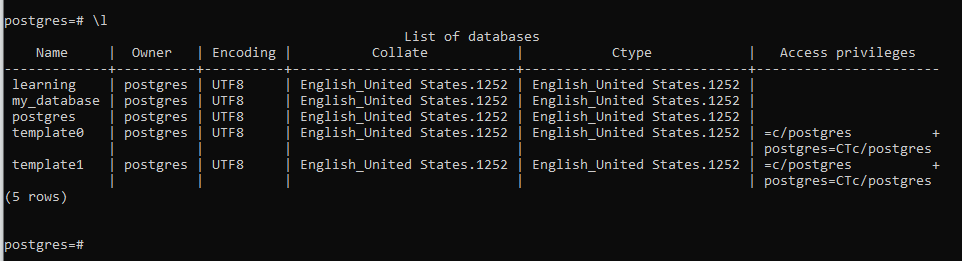 postgres=# \l
                                                  List of databases
    Name     |  Owner   | Encoding |          Collate           |           Ctype            |   Access privileges
-------------+----------+----------+----------------------------+----------------------------+-----------------------
 learning    | postgres | UTF8     | English_United States.1252 | English_United States.1252 |
 my_database | postgres | UTF8     | English_United States.1252 | English_United States.1252 |
 postgres    | postgres | UTF8     | English_United States.1252 | English_United States.1252 |
 template0   | postgres | UTF8     | English_United States.1252 | English_United States.1252 | =c/postgres          +
             |          |          |                            |                            | postgres=CTc/postgres
 template1   | postgres | UTF8     | English_United States.1252 | English_United States.1252 | =c/postgres          +
             |          |          |                            |                            | postgres=CTc/postgres
(5 rows)
postgres=#